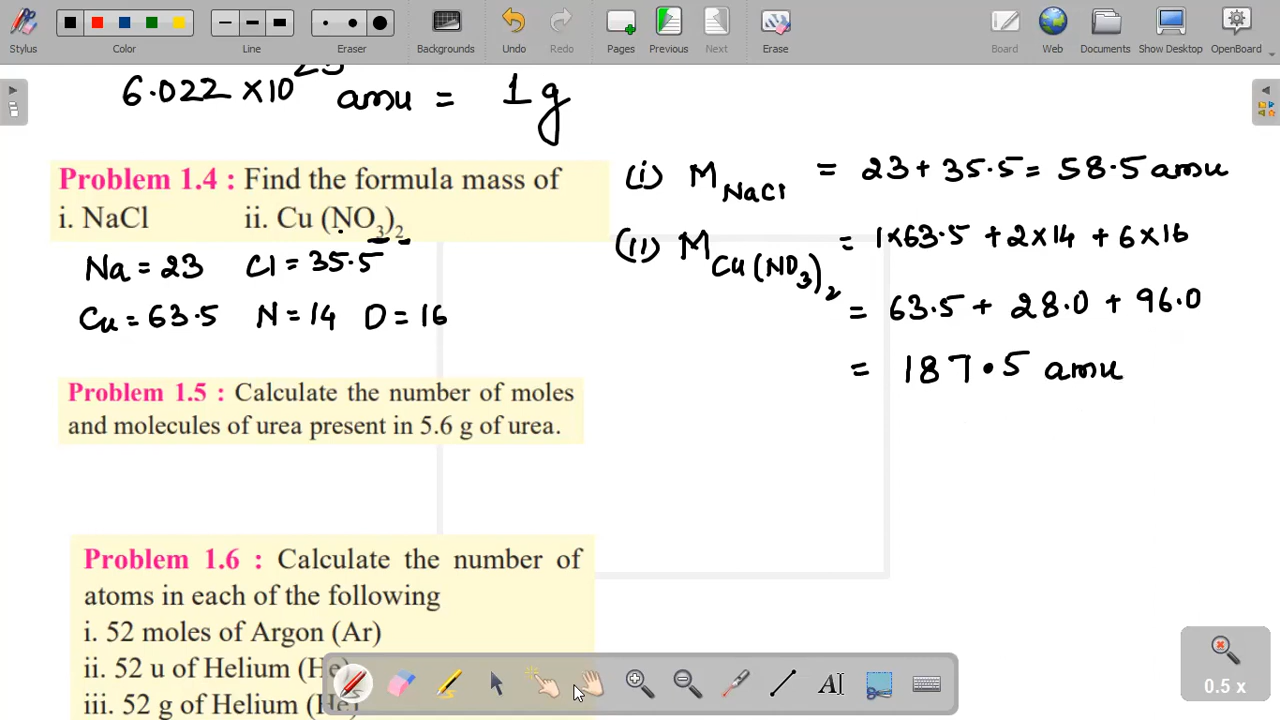 Stylus Color Line Eraser Backgrounds Undo Redo Pages Previous Next Erase Board Web Documents Show Desktop OpenBoard
6.022 ×10 amu = 1 g
Problem 1.4 : Find the formula mass of
i. NaCl ii. Cu (NO3)2
Na = 23 Cl = 35.5
Cu = 63.5 N = 14 O = 16
(i) M NaCl = 23 + 35.5 = 58.5 amu
(ii) M Cu(NO3)2 = 1×63.5 + 2×14 + 6×16
= 63.5 + 28.0 + 96.0
= 187.5 amu
Problem 1.5 : Calculate the number of moles
and molecules of urea present in 5.6 g of urea.
Problem 1.6 : Calculate the number of
atoms in each of the following
i. 52 moles of Argon (Ar)
ii. 52 u of Helium (He)
iii. 52 g of Helium (He)
0.5 x